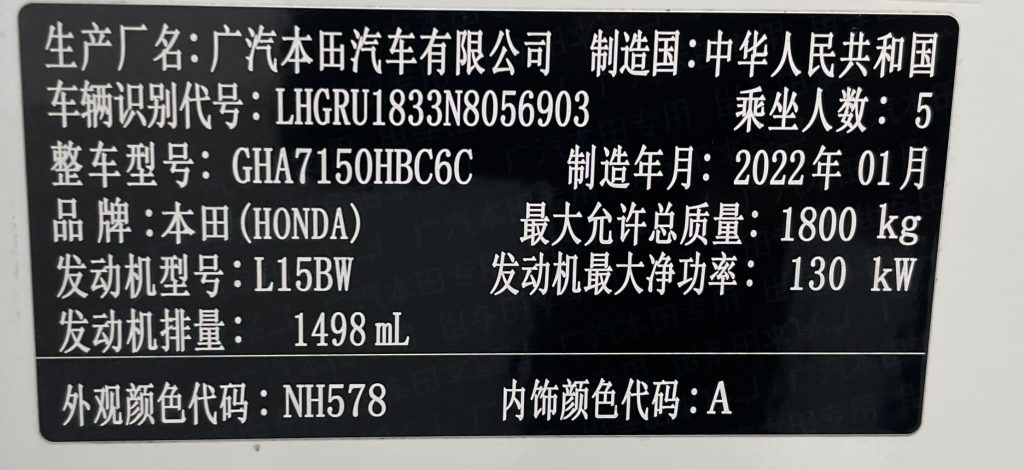 生产厂名:广汽本田汽车有限公司 制造国:中华人民共和国
车辆识别代号:LHGRU1833N8056903 乘坐人数: 5
整车型号: GHA7150HBC6C 制造年月: 2022年 01月
品 牌:本田(HONDA) 最大允许总质量: 1800 kg
发动机型号:L15BW 发动机最大净功率: 130 kW
发动机排量: 1498 mL
外观颜色代码:NH578 内饰颜色代码:A